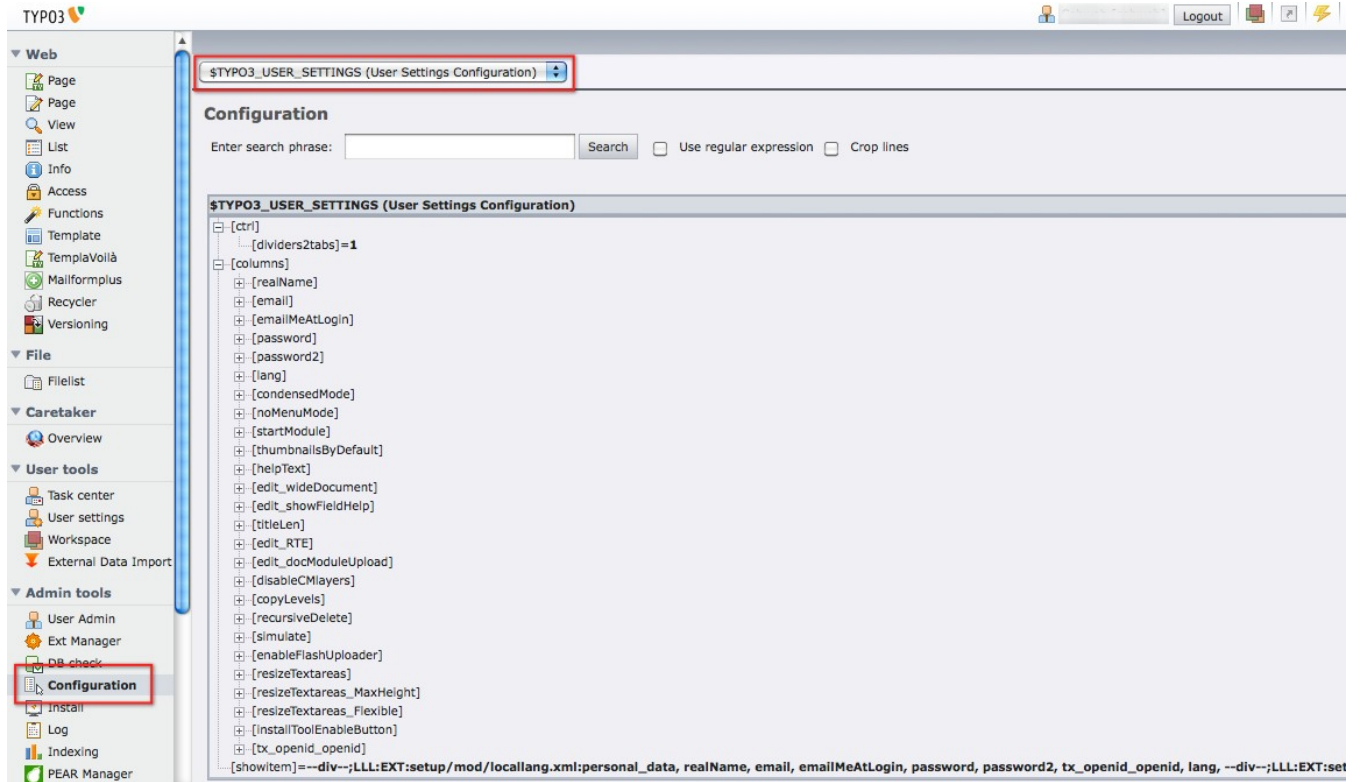 TYPO3
Logout
Web
Page
Page
View
List
Info
Access
Functions
Template
TemplaVoilà
Mailformplus
Recycler
Versioning
File
Filelist
Caretaker
Overview
User tools
Task center
User settings
Workspace
External Data Import
Admin tools
User Admin
Ext Manager
DB check
Configuration
Install
Log
Indexing
PEAR Manager
$TYPO3_USER_SETTINGS (User Settings Configuration)
Configuration
Enter search phrase: Search Use regular expression Crop lines
$TYPO3_USER_SETTINGS (User Settings Configuration)
[ctrl]
[dividers2tabs]=1
[columns]
[realName]
[email]
[emailMeAtLogin]
[password]
[password2]
[lang]
[condensedMode]
[noMenuMode]
[startModule]
[thumbnailsByDefault]
[helpText]
[edit_wideDocument]
[edit_showFieldHelp]
[titleLen]
[edit_RTE]
[edit_docModuleUpload]
[disableCMlayers]
[copyLevels]
[recursiveDelete]
[simulate]
[enableFlashUploader]
[resizeTextareas]
[resizeTextareas_MaxHeight]
[resizeTextareas_Flexible]
[installToolEnableButton]
[tx_openid_openid]
[showitem]=--div--;LLL:EXT:setup/mod/locallang.xml:personal_data, realName, email, emailMeAtLogin, password, password2, tx_openid_openid, lang, --div--;LLL:EXT:set